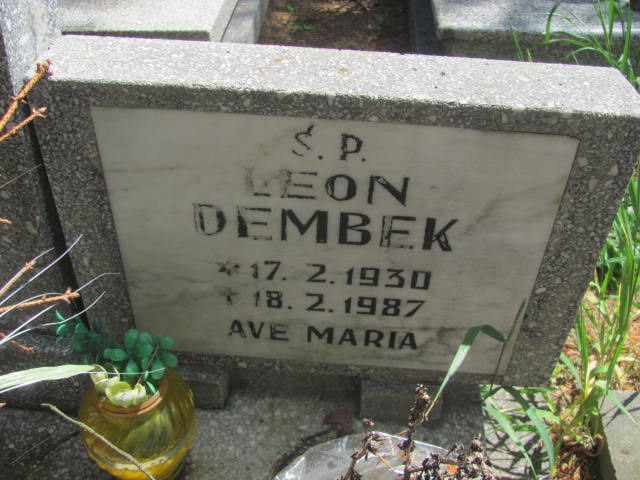 Ś.P.
LEON
DEMBEK
* 17. 2. 1930
† 18. 2. 1987
AVE MARIA